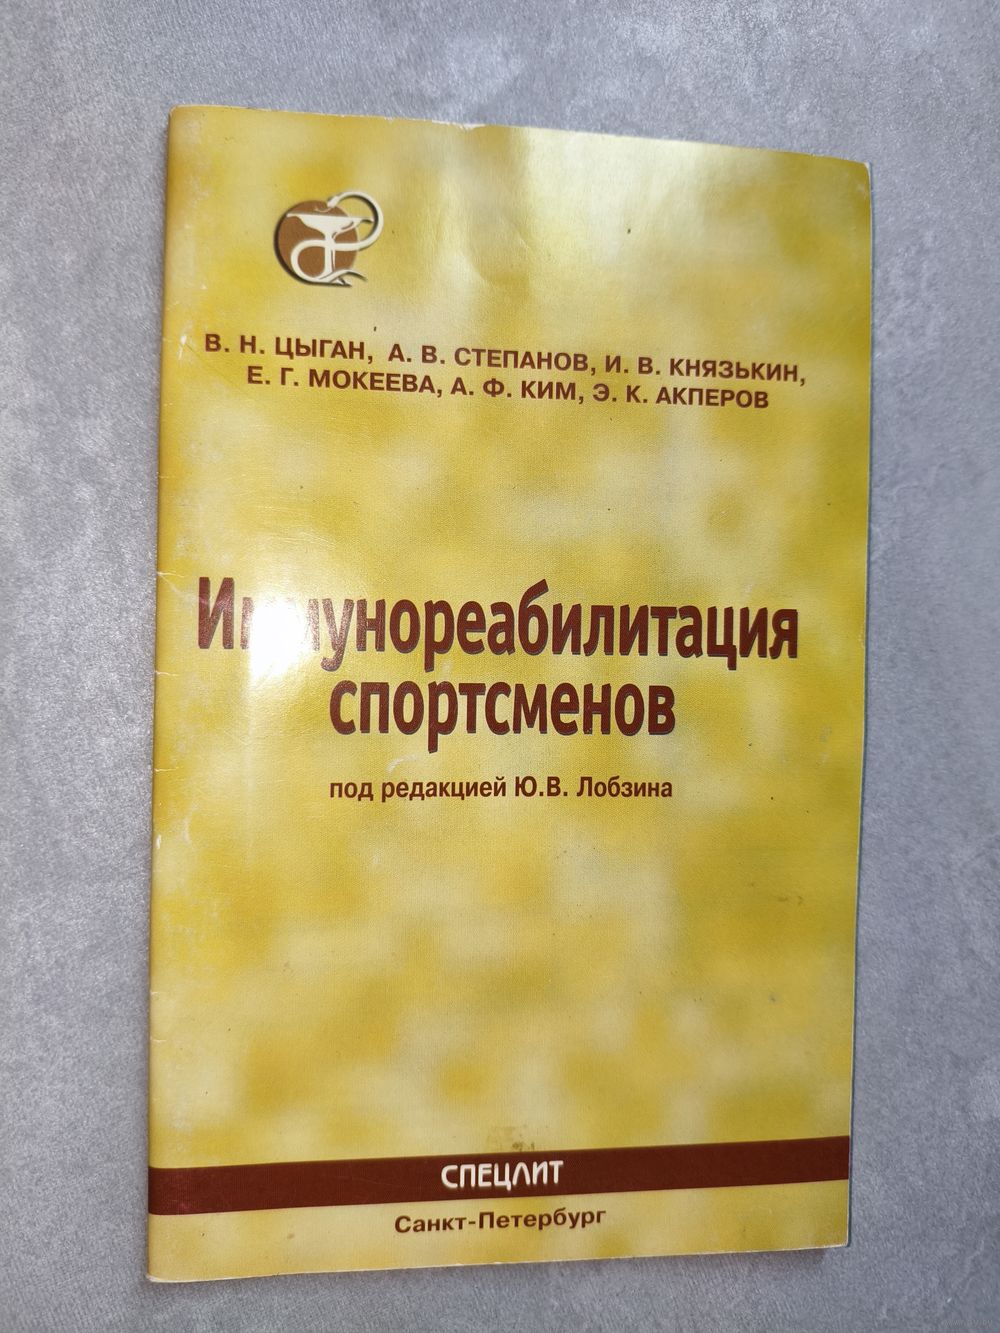 В. Н. ЦЫГАН, А. В. СТЕПАНОВ, И. В. КНЯЗЬКИН,
Е. Г. МОКЕЕВА, А. Ф. КИМ, Э. К. АКПЕРОВ
Иммунореабилитация
спортсменов
под редакцией Ю.В. Лобзина
СПЕЦЛИТ
Санкт-Петербург